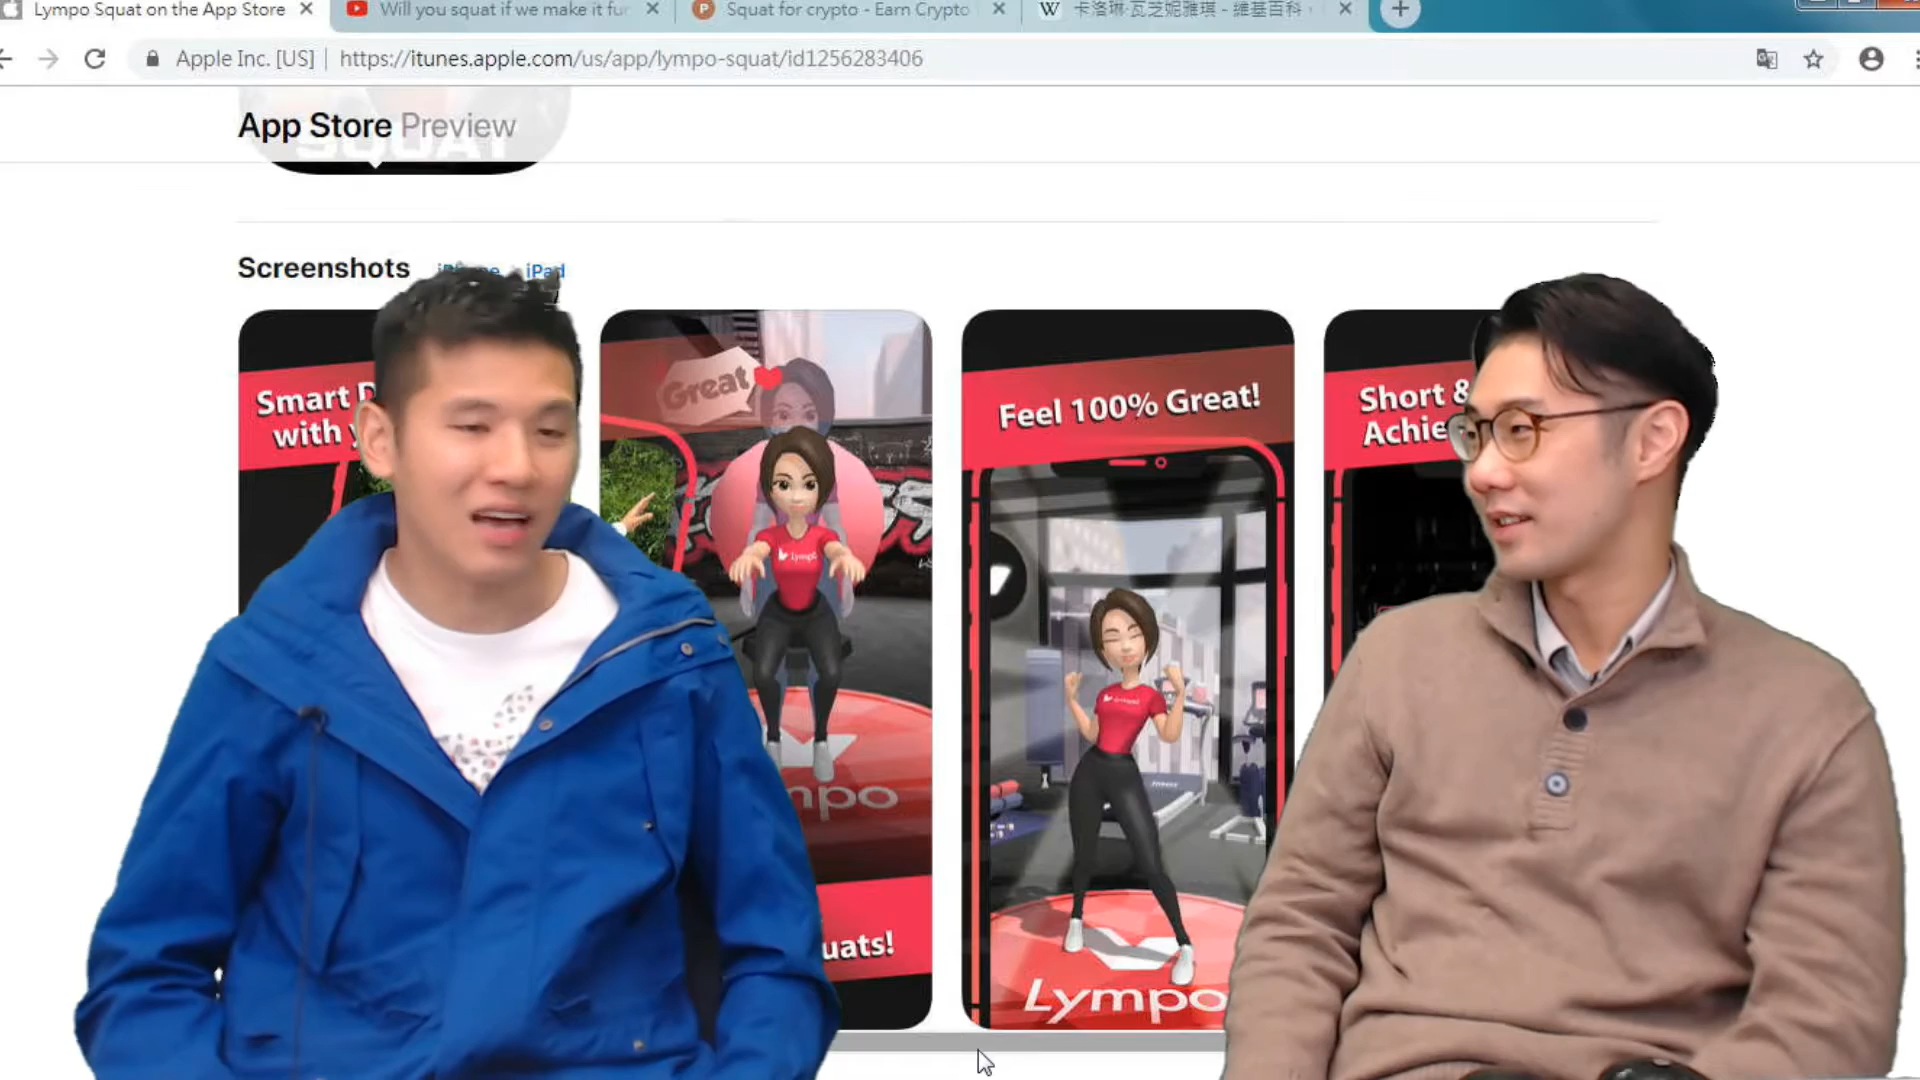 Lympo Squat on the App Store
Will you squat if we make it fu
Squat for crypto - Earn Crypto
卡洛琳·瓦芝妮雅琪 - 維基百科
Apple Inc. [US] | https://itunes.apple.com/us/app/lympo-squat/id1256283406
App Store Preview
SQUAT
Screenshots
iPad
Smart
with
Great
lympo
mpo
uats!
Feel 100% Great!
Lympo
Short &
Achie